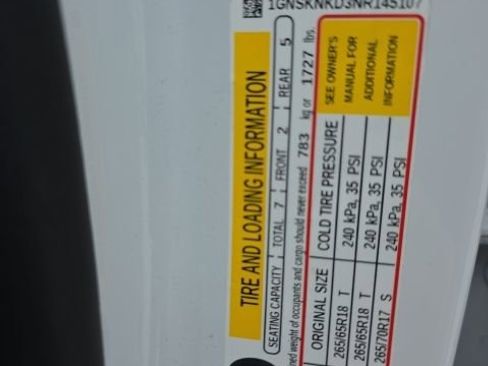 1GNSKNKD3NR145107
TIRE AND LOADING INFORMATION
SEATING CAPACITY TOTAL 7 FRONT 2 REAR 5
weight of occupants and cargo should never exceed 783 kg or 1727 lbs.
ORIGINAL SIZE COLD TIRE PRESSURE SEE OWNER'S
265/65R18 T 240 kPa, 35 PSI MANUAL FOR
265/65R18 T 240 kPa, 35 PSI ADDITIONAL
265/70R17 S 240 kPa, 35 PSI INFORMATION